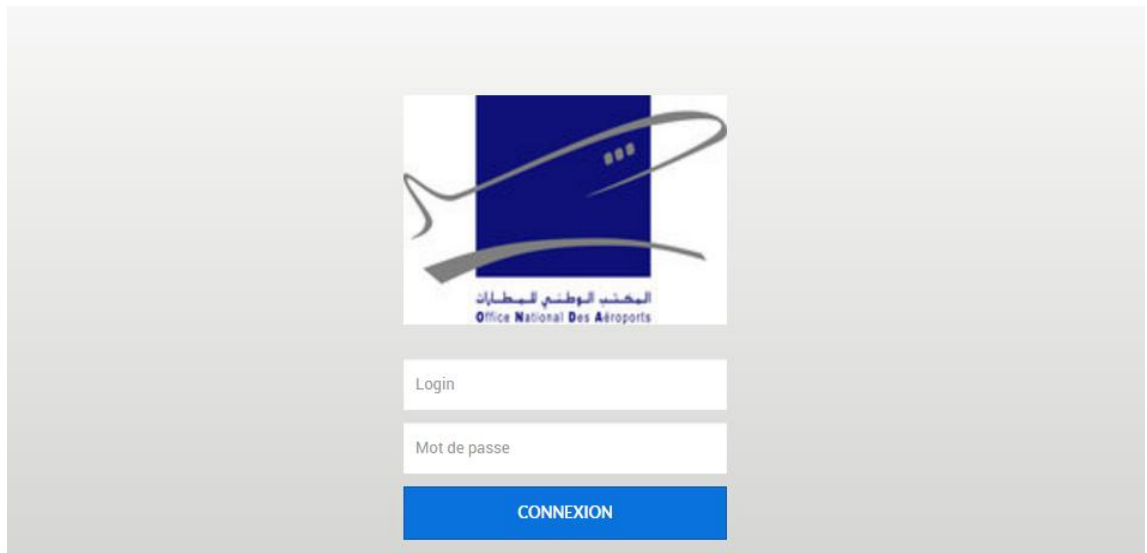 المكتب الوطني للمطارات
Office National Des Aéroports
Login
Mot de passe
CONNEXION